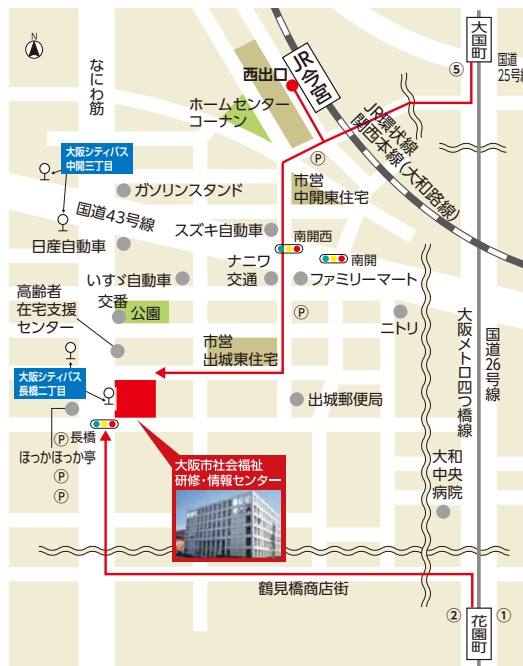 N
なにわ筋
西出口
JR今宮
大国町
⑤
国道
25号線
ホームセンター
コーナン
JR環状線
関西本線(大和路線)
大阪シティバス
中開三丁目
Ⓟ
ガソリンスタンド
市営
中開東住宅
国道43号線
スズキ自動車
日産自動車
南開西
南開
ナニワ
交通
ファミリーマート
いすゞ自動車
高齢者
在宅支援
センター
交番
公園
Ⓟ
ニトリ
市営
出城東住宅
大阪メトロ四つ橋線
国道26号線
大阪シティバス
長橋二丁目
出城郵便局
長橋
ほっかほっか亭
Ⓟ
Ⓟ
Ⓟ
大阪市社会福祉
研修・情報センター
大和
中央
病院
鶴見橋商店街
②
花園町
①